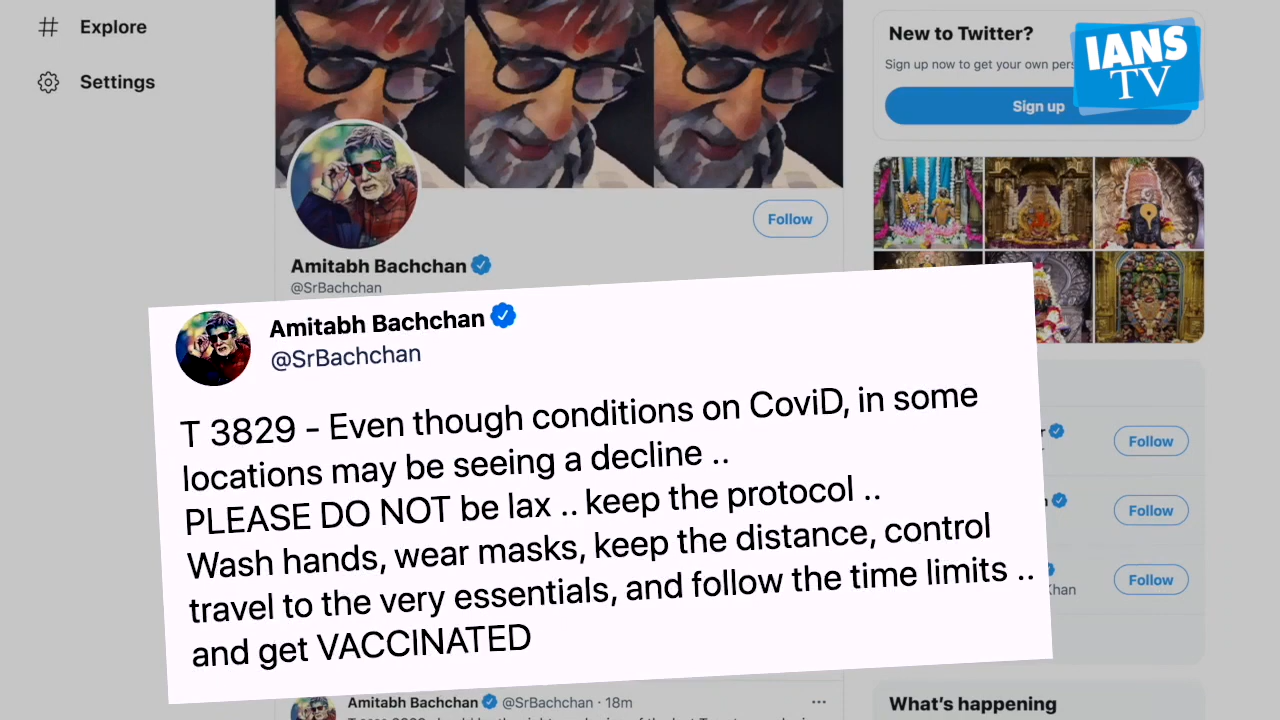 # Explore
Settings
New to Twitter?
Sign up now to get your own pers
Sign up
IANS
TV
Follow
Amitabh Bachchan
@SrBachchan
Amitabh Bachchan
@SrBachchan
T 3829 - Even though conditions on CoviD, in some
locations may be seeing a decline ..
PLEASE DO NOT be lax .. keep the protocol ..
Wash hands, wear masks, keep the distance, control
travel to the very essentials, and follow the time limits ..
and get VACCINATED
Follow
Follow
Khan
Follow
Amitabh Bachchan @SrBachchan · 18m
What's happening